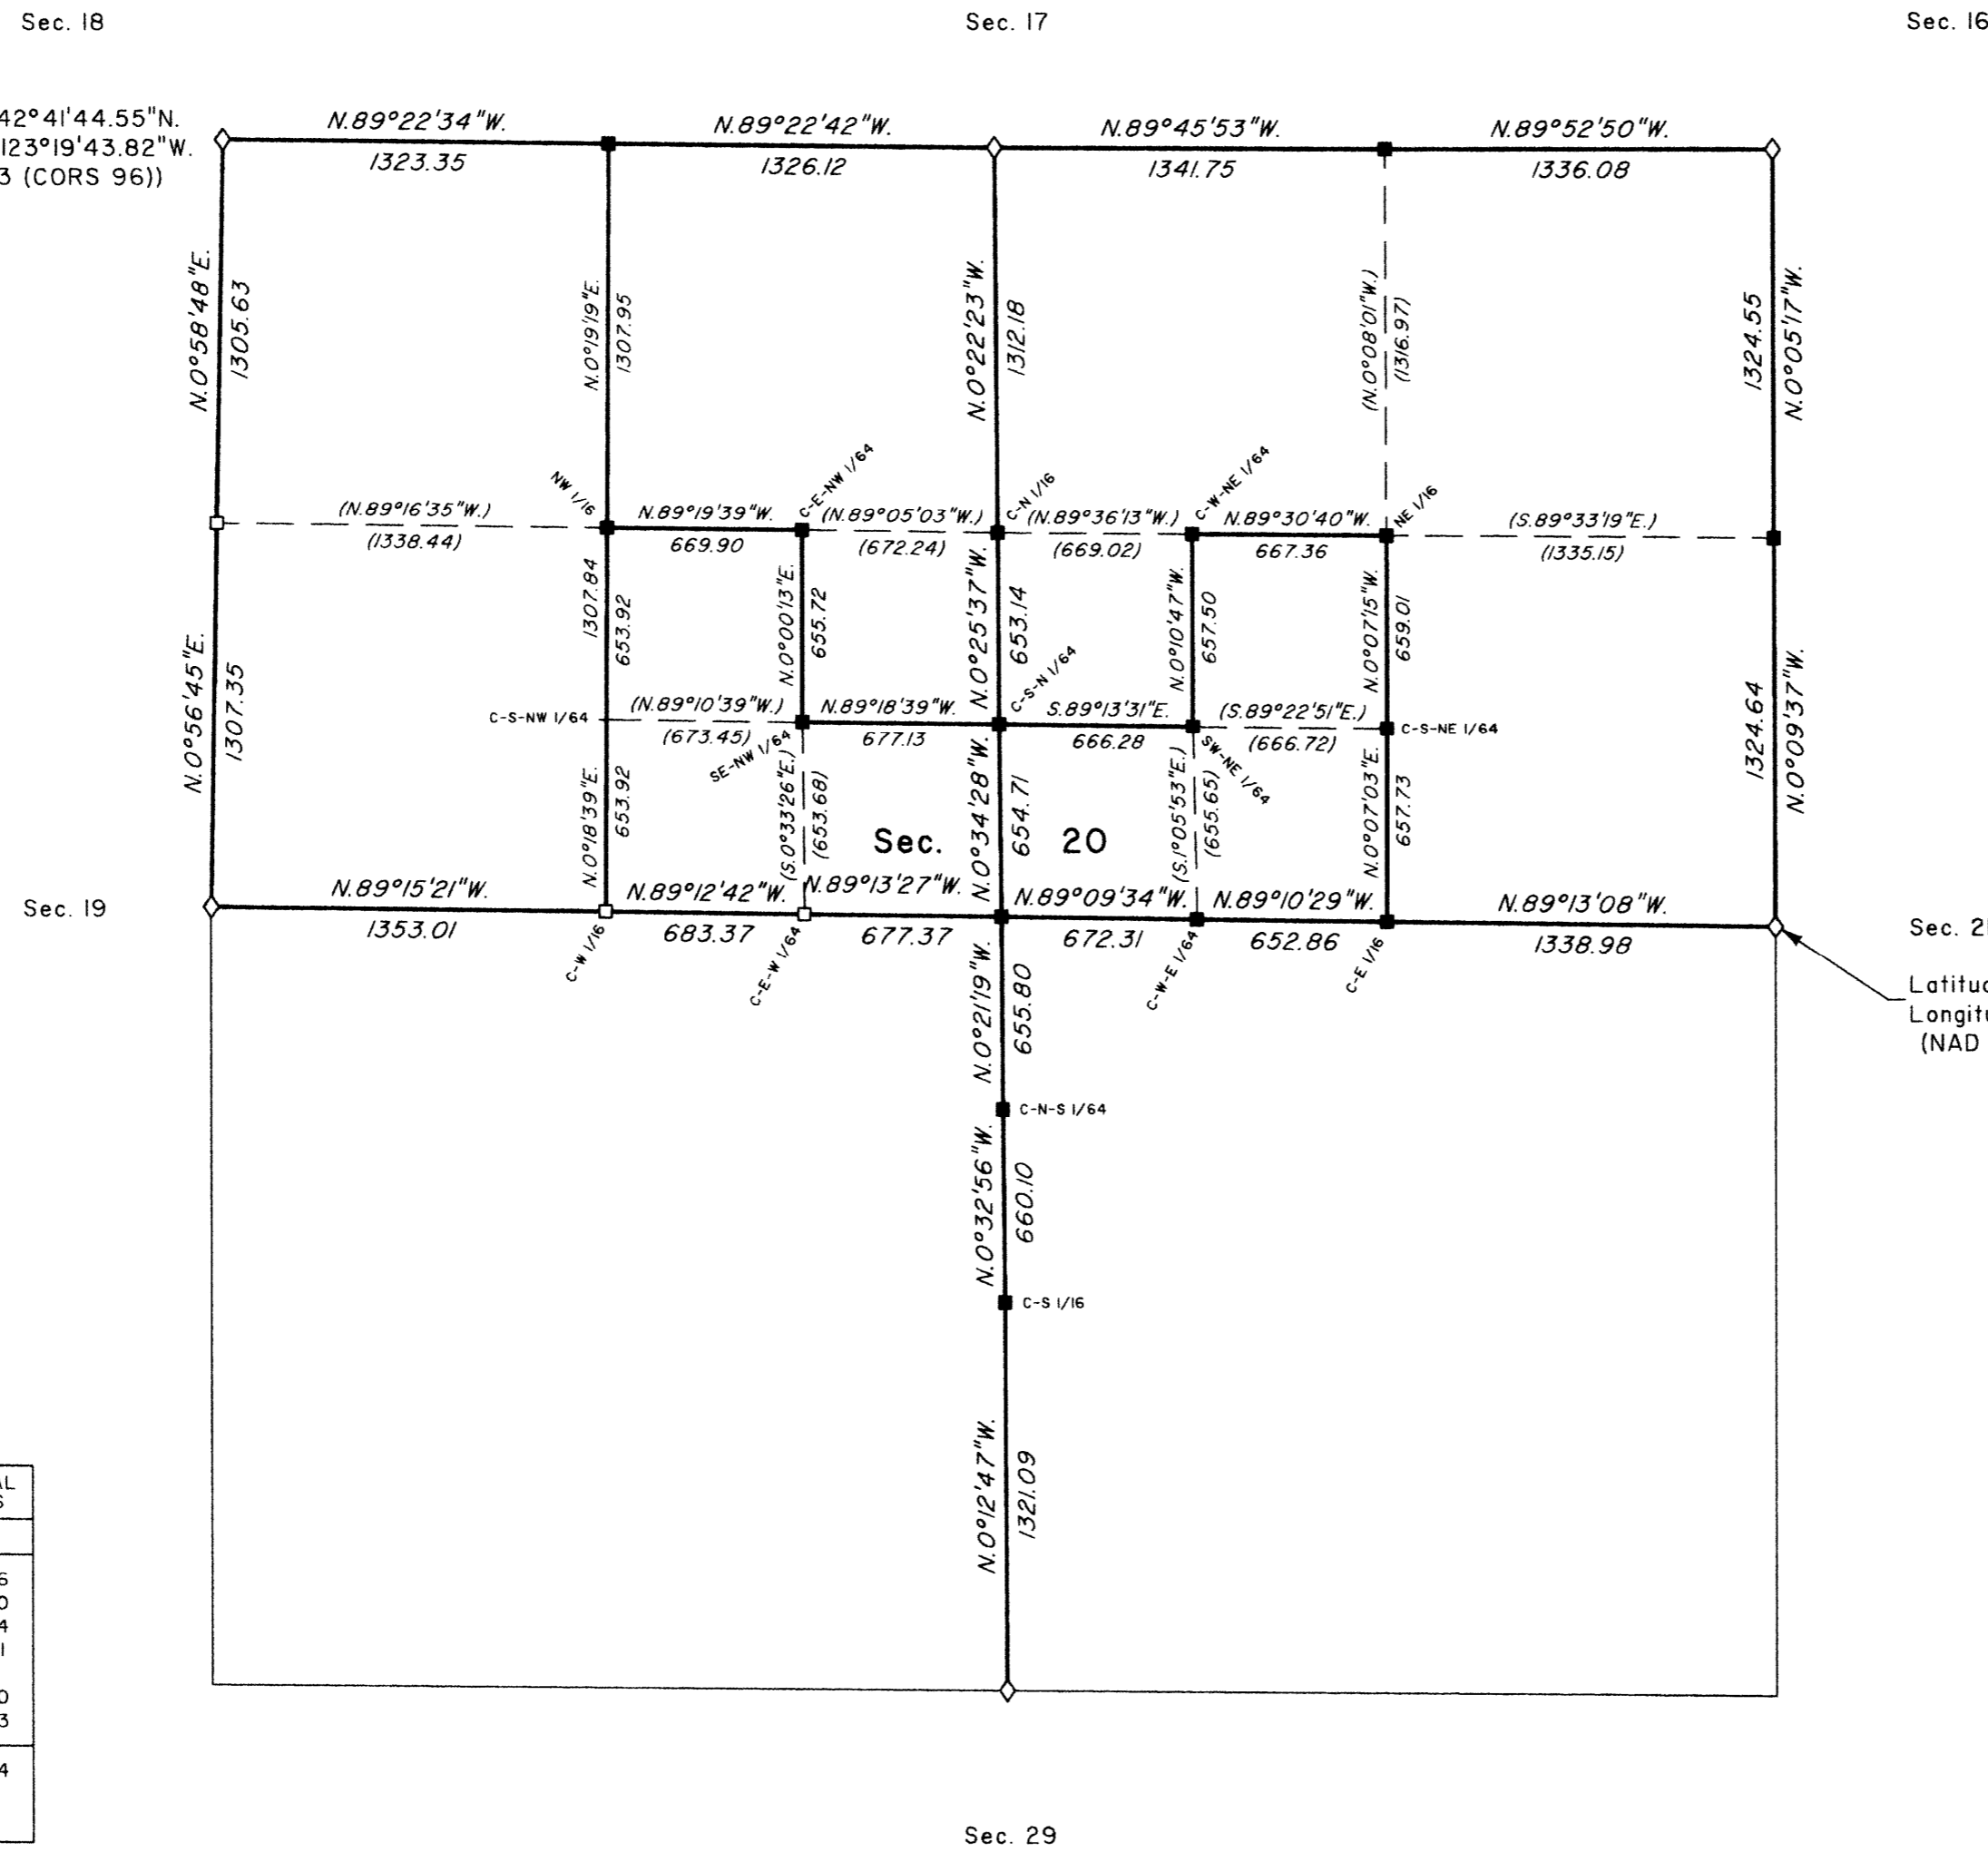 Sec. 18
Sec. 17
Sec. 16
42°41'44.55"N.
123°19'43.82"W.
3 (CORS 96))
N.89°22'34"W.
1323.35
N.89°22'42"W.
1326.12
N.89°45'53"W.
1341.75
N.89°52'50"W.
1336.08
N.0°58'48"E.
1305.63
N.0°19'19"E.
1307.95
N.0°22'23"W.
1312.18
(N.0°08'01"W.)
(1316.97)
1324.55
N.0°05'17"W.
NW 1/16
C-E-NW 1/64
C-N 1/16
C-W-NE 1/64
NE 1/16
(N.89°16'35"W.)
(1338.44)
N.89°19'39"W.
669.90
(N.89°05'03"W.)
(672.24)
(N.89°36'13"W.)
(669.02)
N.89°30'40"W.
667.36
(S.89°33'19"E.)
(1335.15)
N.0°56'45"E.
1307.35
1307.84
653.92
N.0°00'13"E.
655.72
N.0°25'37"W.
653.14
N.0°10'47"W.
657.50
N.0°07'15"W.
659.01
1324.64
N.0°09'37"W.
C-S-N 1/64
C-S-NW 1/64
(N.89°10'39"W.)
(673.45)
SE-NW 1/64
N.89°18'39"W.
677.13
S.89°13'31"E.
666.28
(S.89°22'51"E.)
(666.72)
SW-NE 1/64
C-S-NE 1/64
N.0°18'39"E.
653.92
(S.0°33'26"E.)
(653.68)
N.0°34'28"W.
654.71
(S.1°05'53"E.)
(655.65)
N.0°07'03"E.
657.73
Sec. 20
Sec. 19
N.89°15'21"W.
1353.01
N.89°12'42"W.
683.37
N.89°13'27"W.
677.37
N.89°09'34"W.
672.31
N.89°10'29"W.
652.86
N.89°13'08"W.
1338.98
C-W 1/16
C-E-W 1/64
C-W-E 1/64
C-E 1/16
Sec. 21
Latitud
Longitu
(NAD
N.0°21'19"W.
655.80
C-N-S 1/64
N.0°32'56"W.
660.10
C-S 1/16
N.0°12'47"W.
1321.09
AL
S
6
0
4
1
0
3
4
Sec. 29